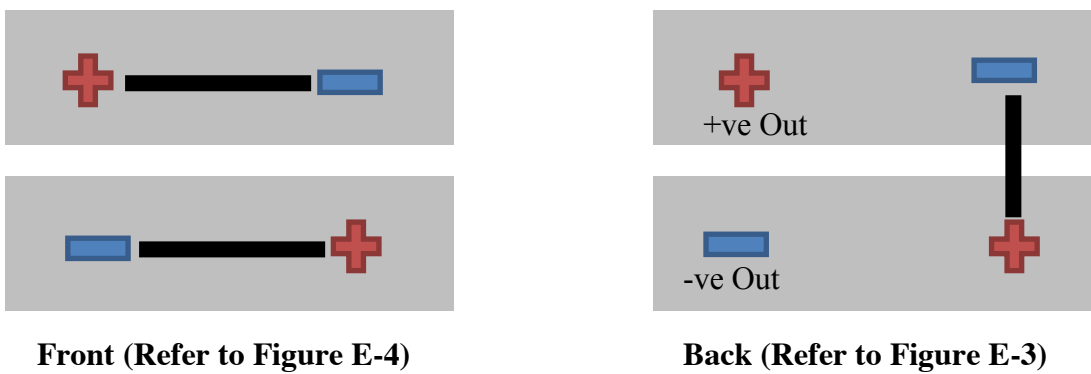 +ve Out
-ve Out
Front (Refer to Figure E-4)
Back (Refer to Figure E-3)